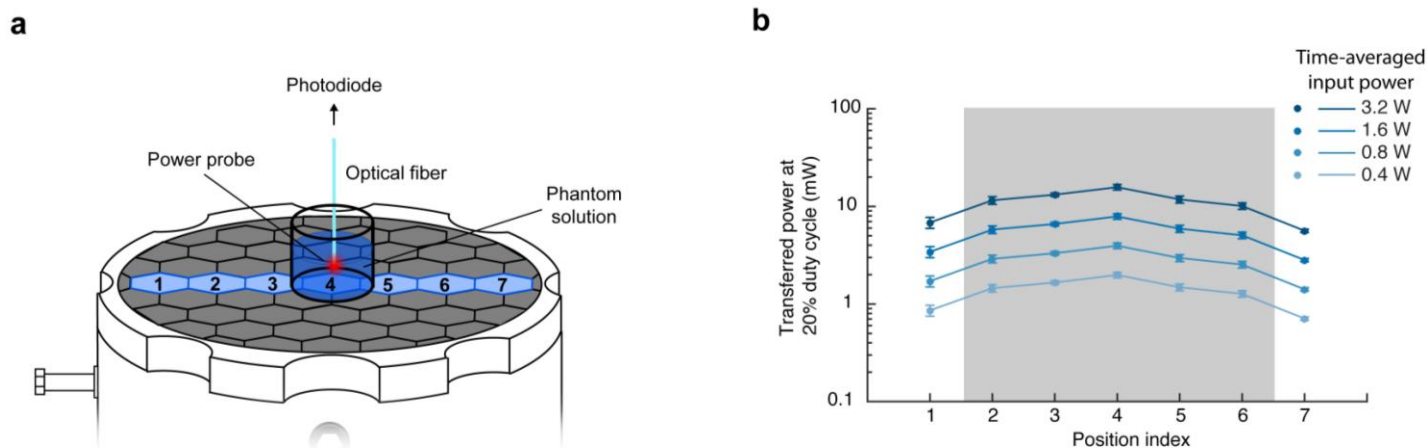 a
Photodiode
Power probe
Optical fiber
Phantom
solution
1 2 3 4 5 6 7
b
Time-averaged
input power
3.2 W
1.6 W
0.8 W
0.4 W
Transferred power at
20% duty cycle (mW)
100
10
1
0.1
1 2 3 4 5 6 7
Position index